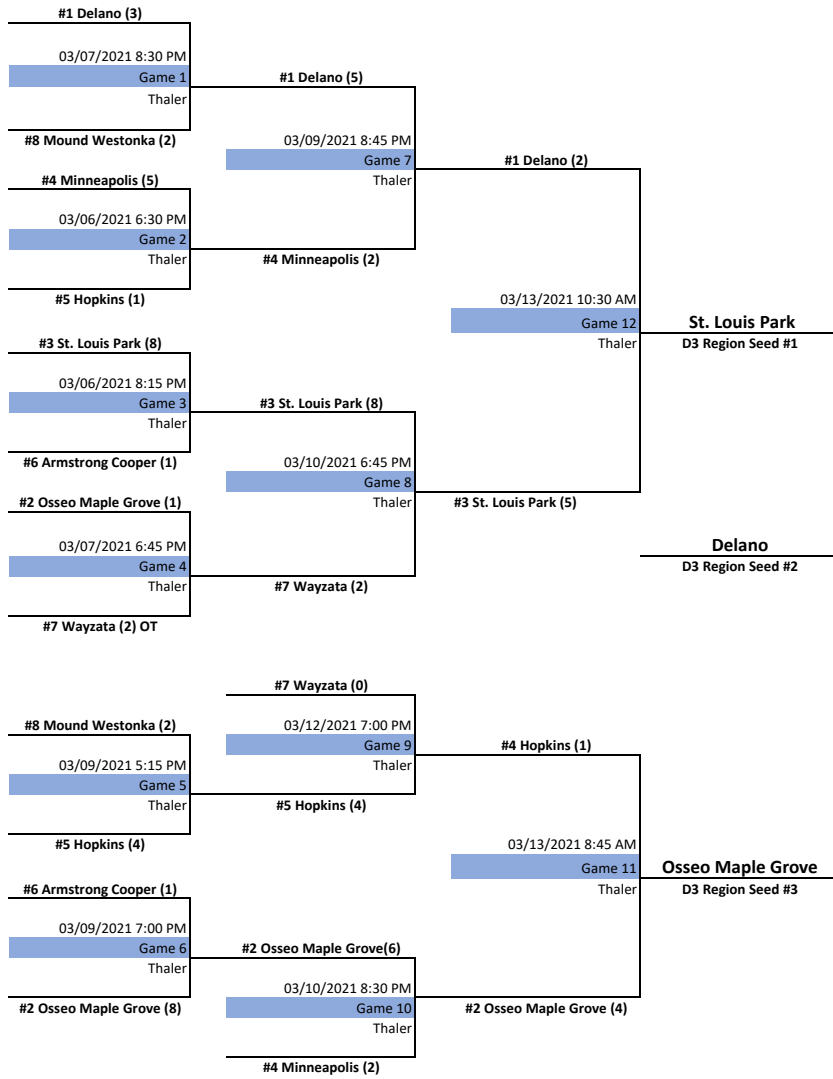 #1 Delano (3)
03/07/2021 8:30 PM
Game 1
Thaler
#8 Mound Westonka (2)
#4 Minneapolis (5)
03/06/2021 6:30 PM
Game 2
Thaler
#5 Hopkins (1)
#3 St. Louis Park (8)
03/06/2021 8:15 PM
Game 3
Thaler
#6 Armstrong Cooper (1)
#2 Osseo Maple Grove (1)
03/07/2021 6:45 PM
Game 4
Thaler
#7 Wayzata (2) OT
#1 Delano (5)
03/09/2021 8:45 PM
Game 7
Thaler
#4 Minneapolis (2)
#3 St. Louis Park (8)
03/10/2021 6:45 PM
Game 8
Thaler
#7 Wayzata (2)
#1 Delano (2)
03/13/2021 10:30 AM
Game 12
Thaler
#3 St. Louis Park (5)
St. Louis Park
D3 Region Seed #1
Delano
D3 Region Seed #2
#8 Mound Westonka (2)
03/09/2021 5:15 PM
Game 5
Thaler
#5 Hopkins (4)
#6 Armstrong Cooper (1)
03/09/2021 7:00 PM
Game 6
Thaler
#2 Osseo Maple Grove (8)
#7 Wayzata (0)
03/12/2021 7:00 PM
Game 9
Thaler
#5 Hopkins (4)
#2 Osseo Maple Grove(6)
03/10/2021 8:30 PM
Game 10
Thaler
#4 Minneapolis (2)
#4 Hopkins (1)
03/13/2021 8:45 AM
Game 11
Thaler
#2 Osseo Maple Grove (4)
Osseo Maple Grove
D3 Region Seed #3